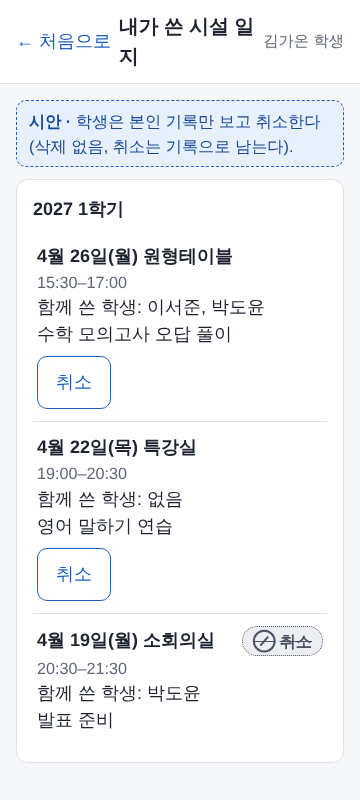 ← 처음으로
내가 쓴 시설 일
지
김가온 학생
시안 · 학생은 본인 기록만 보고 취소한다
(삭제 없음, 취소는 기록으로 남는다).
2027 1학기
4월 26일(월) 원형테이블
15:30–17:00
함께 쓴 학생: 이서준, 박도윤
수학 모의고사 오답 풀이
취소
4월 22일(목) 특강실
19:00–20:30
함께 쓴 학생: 없음
영어 말하기 연습
취소
4월 19일(월) 소회의실
취소
20:30–21:30
함께 쓴 학생: 박도윤
발표 준비